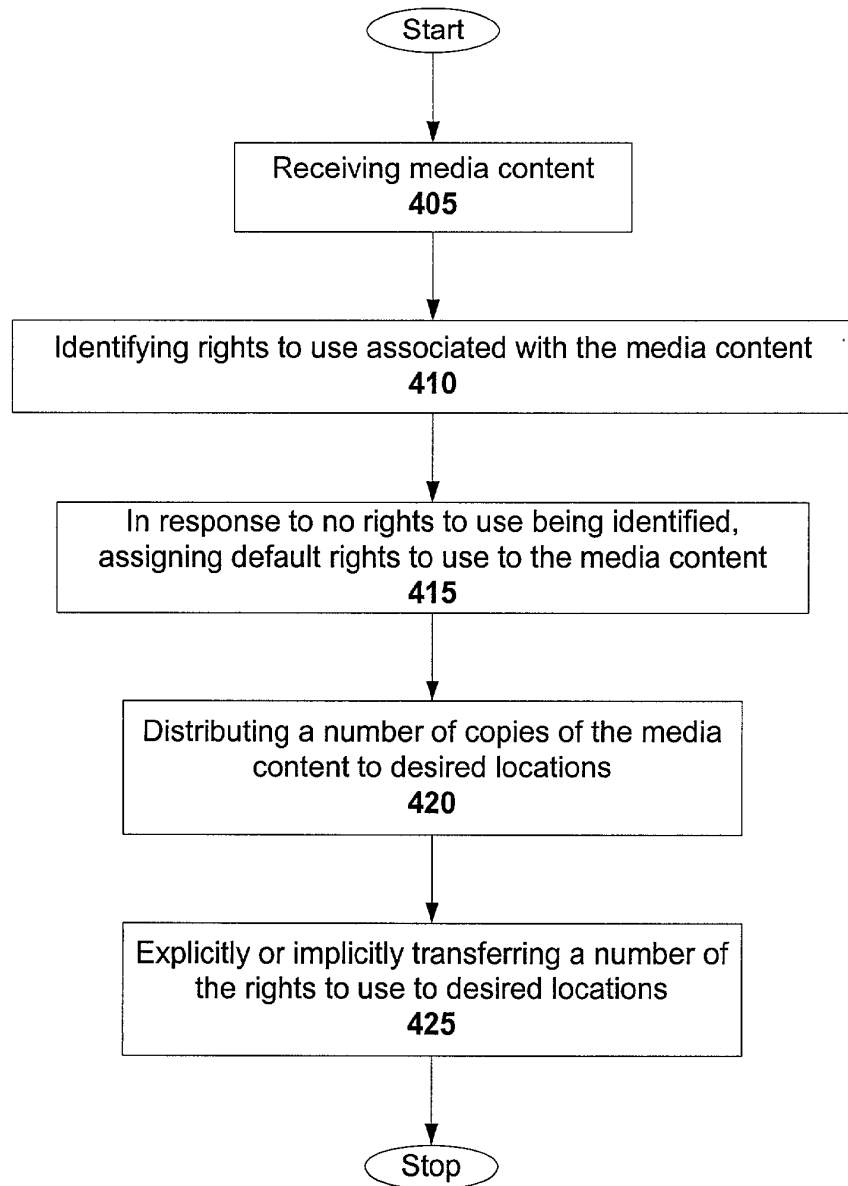 Start
Receiving media content
405
Identifying rights to use associated with the media content
410
In response to no rights to use being identified,
assigning default rights to use to the media content
415
Distributing a number of copies of the media
content to desired locations
420
Explicitly or implicitly transferring a number of
the rights to use to desired locations
425
Stop